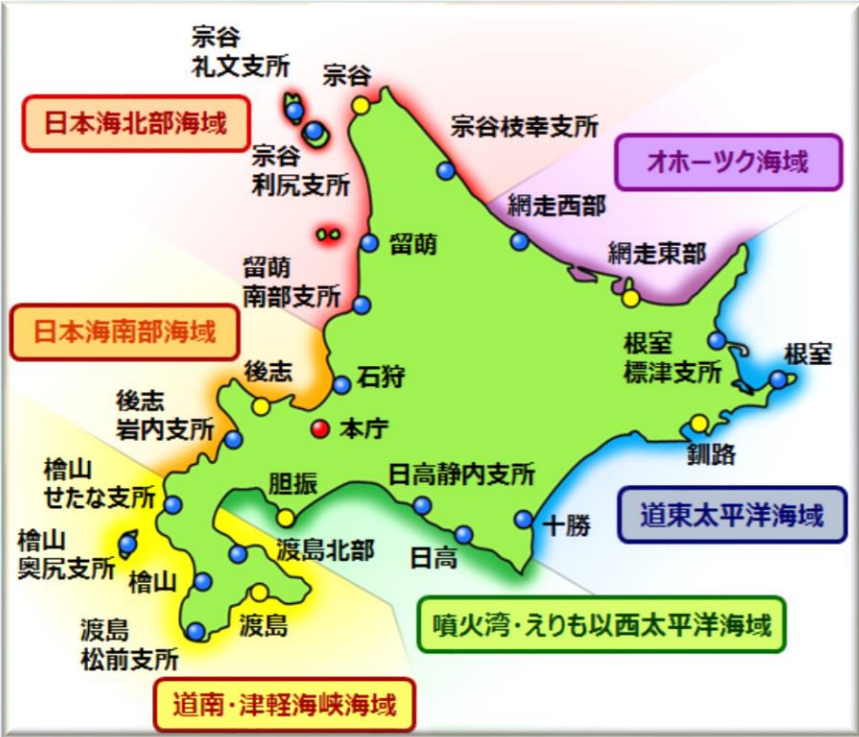 宗谷
礼文支所
宗谷
日本海北部海域
宗谷枝幸支所
宗谷
利尻支所
オホーツク海域
網走西部
留萌
網走東部
留萌
南部支所
日本海南部海域
根室
標津支所
根室
後志
石狩
後志
岩内支所
本庁
釧路
檜山
せたな支所
胆振
日高静内支所
道東太平洋海域
十勝
檜山
奥尻支所
渡島北部
日高
檜山
噴火湾・えりも以西太平洋海域
渡島
渡島
松前支所
道南・津軽海峡海域